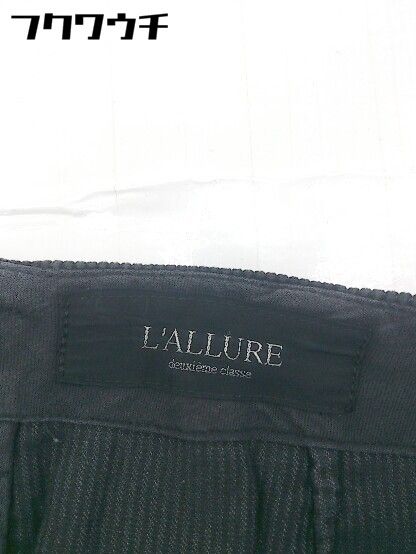 フクワウチ
L'ALLURE
deuxième classe